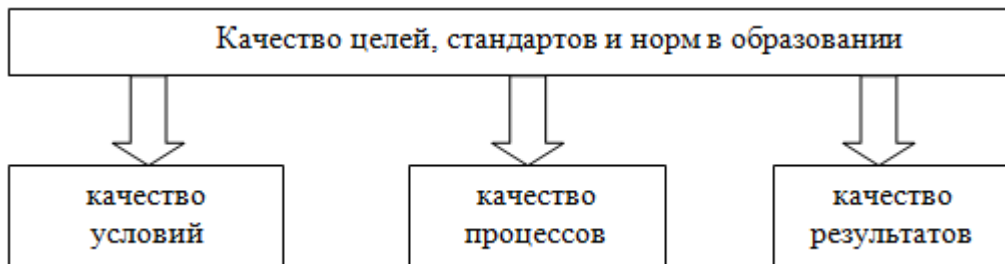 Качество целей, стандартов и норм в образовании
качество
условий
качество
процессов
качество
результатов